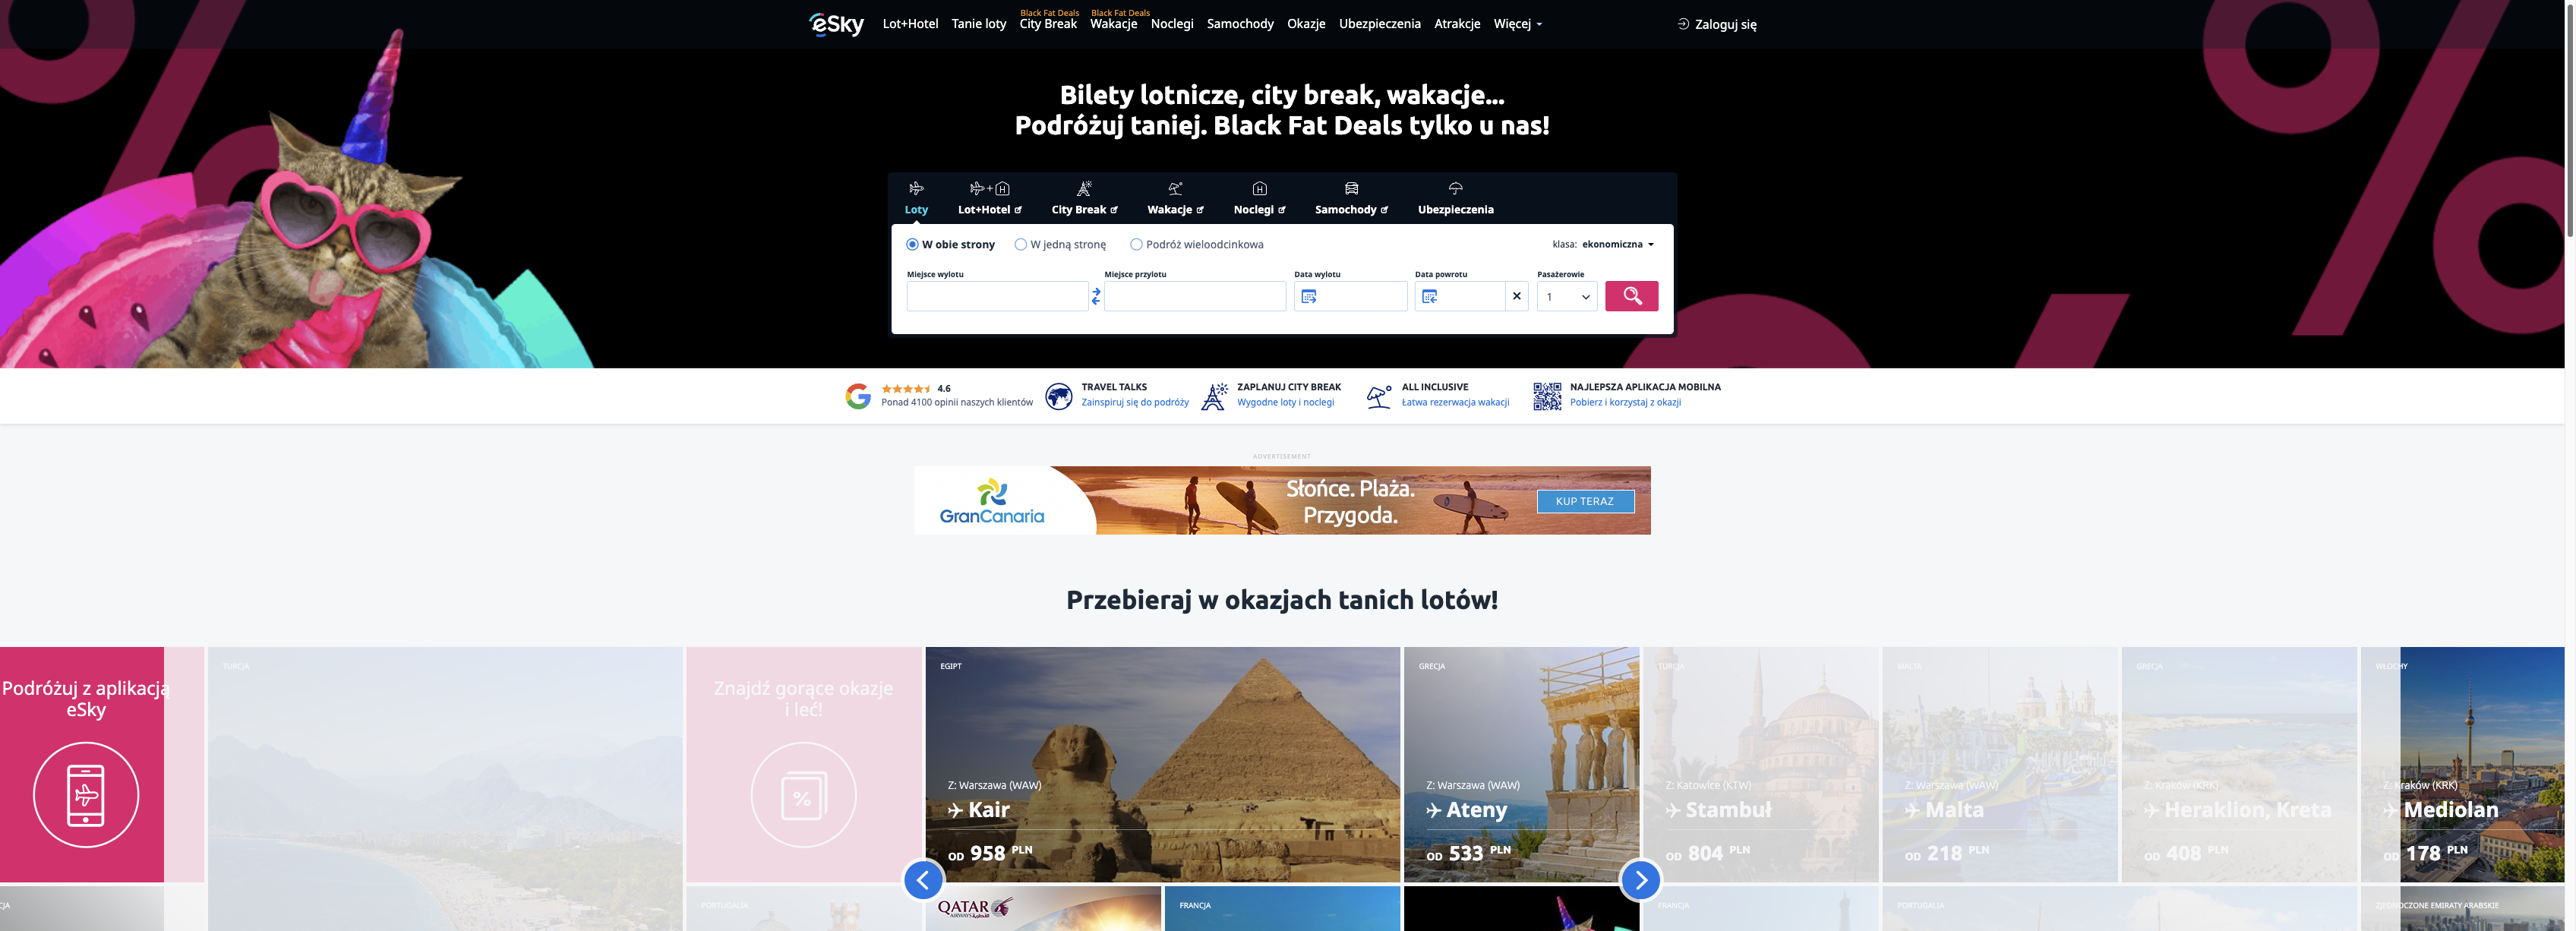 eSky
Lot+Hotel
Tanie loty
Black Fat Deals
City Break
Black Fat Deals
Wakacje
Noclegi
Samochody
Okazje
Ubezpieczenia
Atrakcje
Więcej
Zaloguj się
Bilety lotnicze, city break, wakacje...
Podróżuj taniej. Black Fat Deals tylko u nas!
Loty
Lot+Hotel
City Break
Wakacje
Noclegi
Samochody
Ubezpieczenia
W obie strony
W jedną stronę
Podróż wieloodcinkowa
klasa: ekonomiczna
Miejsce wylotu
Miejsce przylotu
Data wylotu
Data powrotu
Pasażerowie
1
4.6
Ponad 4100 opinii naszych klientów
TRAVEL TALKS
Zainspiruj się do podróży
ZAPLANUJ CITY BREAK
Wygodne loty i noclegi
ALL INCLUSIVE
Łatwa rezerwacja wakacji
NAJLEPSZA APLIKACJA MOBILNA
Pobierz i korzystaj z okazji
ADVERTISEMENT
GranCanaria
Słońce. Plaża.
Przygoda.
KUP TERAZ
Przebieraj w okazjach tanich lotów!
Podróżuj z aplikacją
eSky
TURCJA
Znajdź gorące okazje
i leć!
EGIPT
Z: Warszawa (WAW)
Kair
OD 958 PLN
GRECJA
Z: Warszawa (WAW)
Ateny
OD 533 PLN
TURCJA
Z: Katowice (KTW)
Stambuł
OD 804 PLN
MALTA
Z: Warszawa (WAW)
Malta
OD 218 PLN
GRECJA
Z: Kraków (KRK)
Heraklion, Kreta
OD 408 PLN
WŁOCHY
Z: Kraków (KRK)
Mediolan
OD 178 PLN
CJA
PORTUGALIA
QATAR
AIRWAYS القطرية
FRANCJA
FRANCJA
PORTUGALIA
ZJEDNOCZONE EMIRATY ARABSKIE